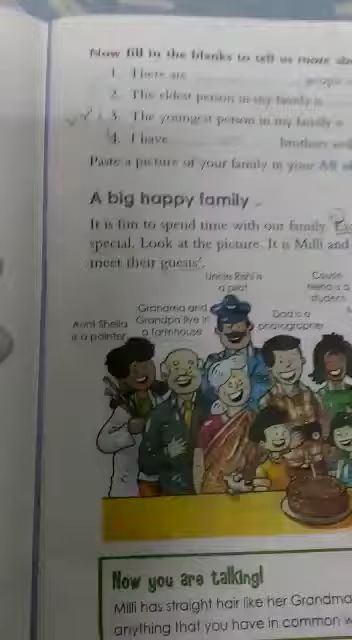 Now fill in the blanks to tell us more
1. There are
2. The eldest person in my family is
3. The youngest person in my family is
4. I have brothers
Paste a picture of your family in your
A big happy family
It is fun to spend time with our family
special. Look at the picture. It is Milli and
meet their guests.
Uncle Rishi is
a pilot
Grandma and
Grandpa live in
a farmhouse
Aunt Sheila
is a painter
Dad is a
photographer
is a
student
Now you are talking!
Milli has straight hair like her Grandma
anything that you have in common